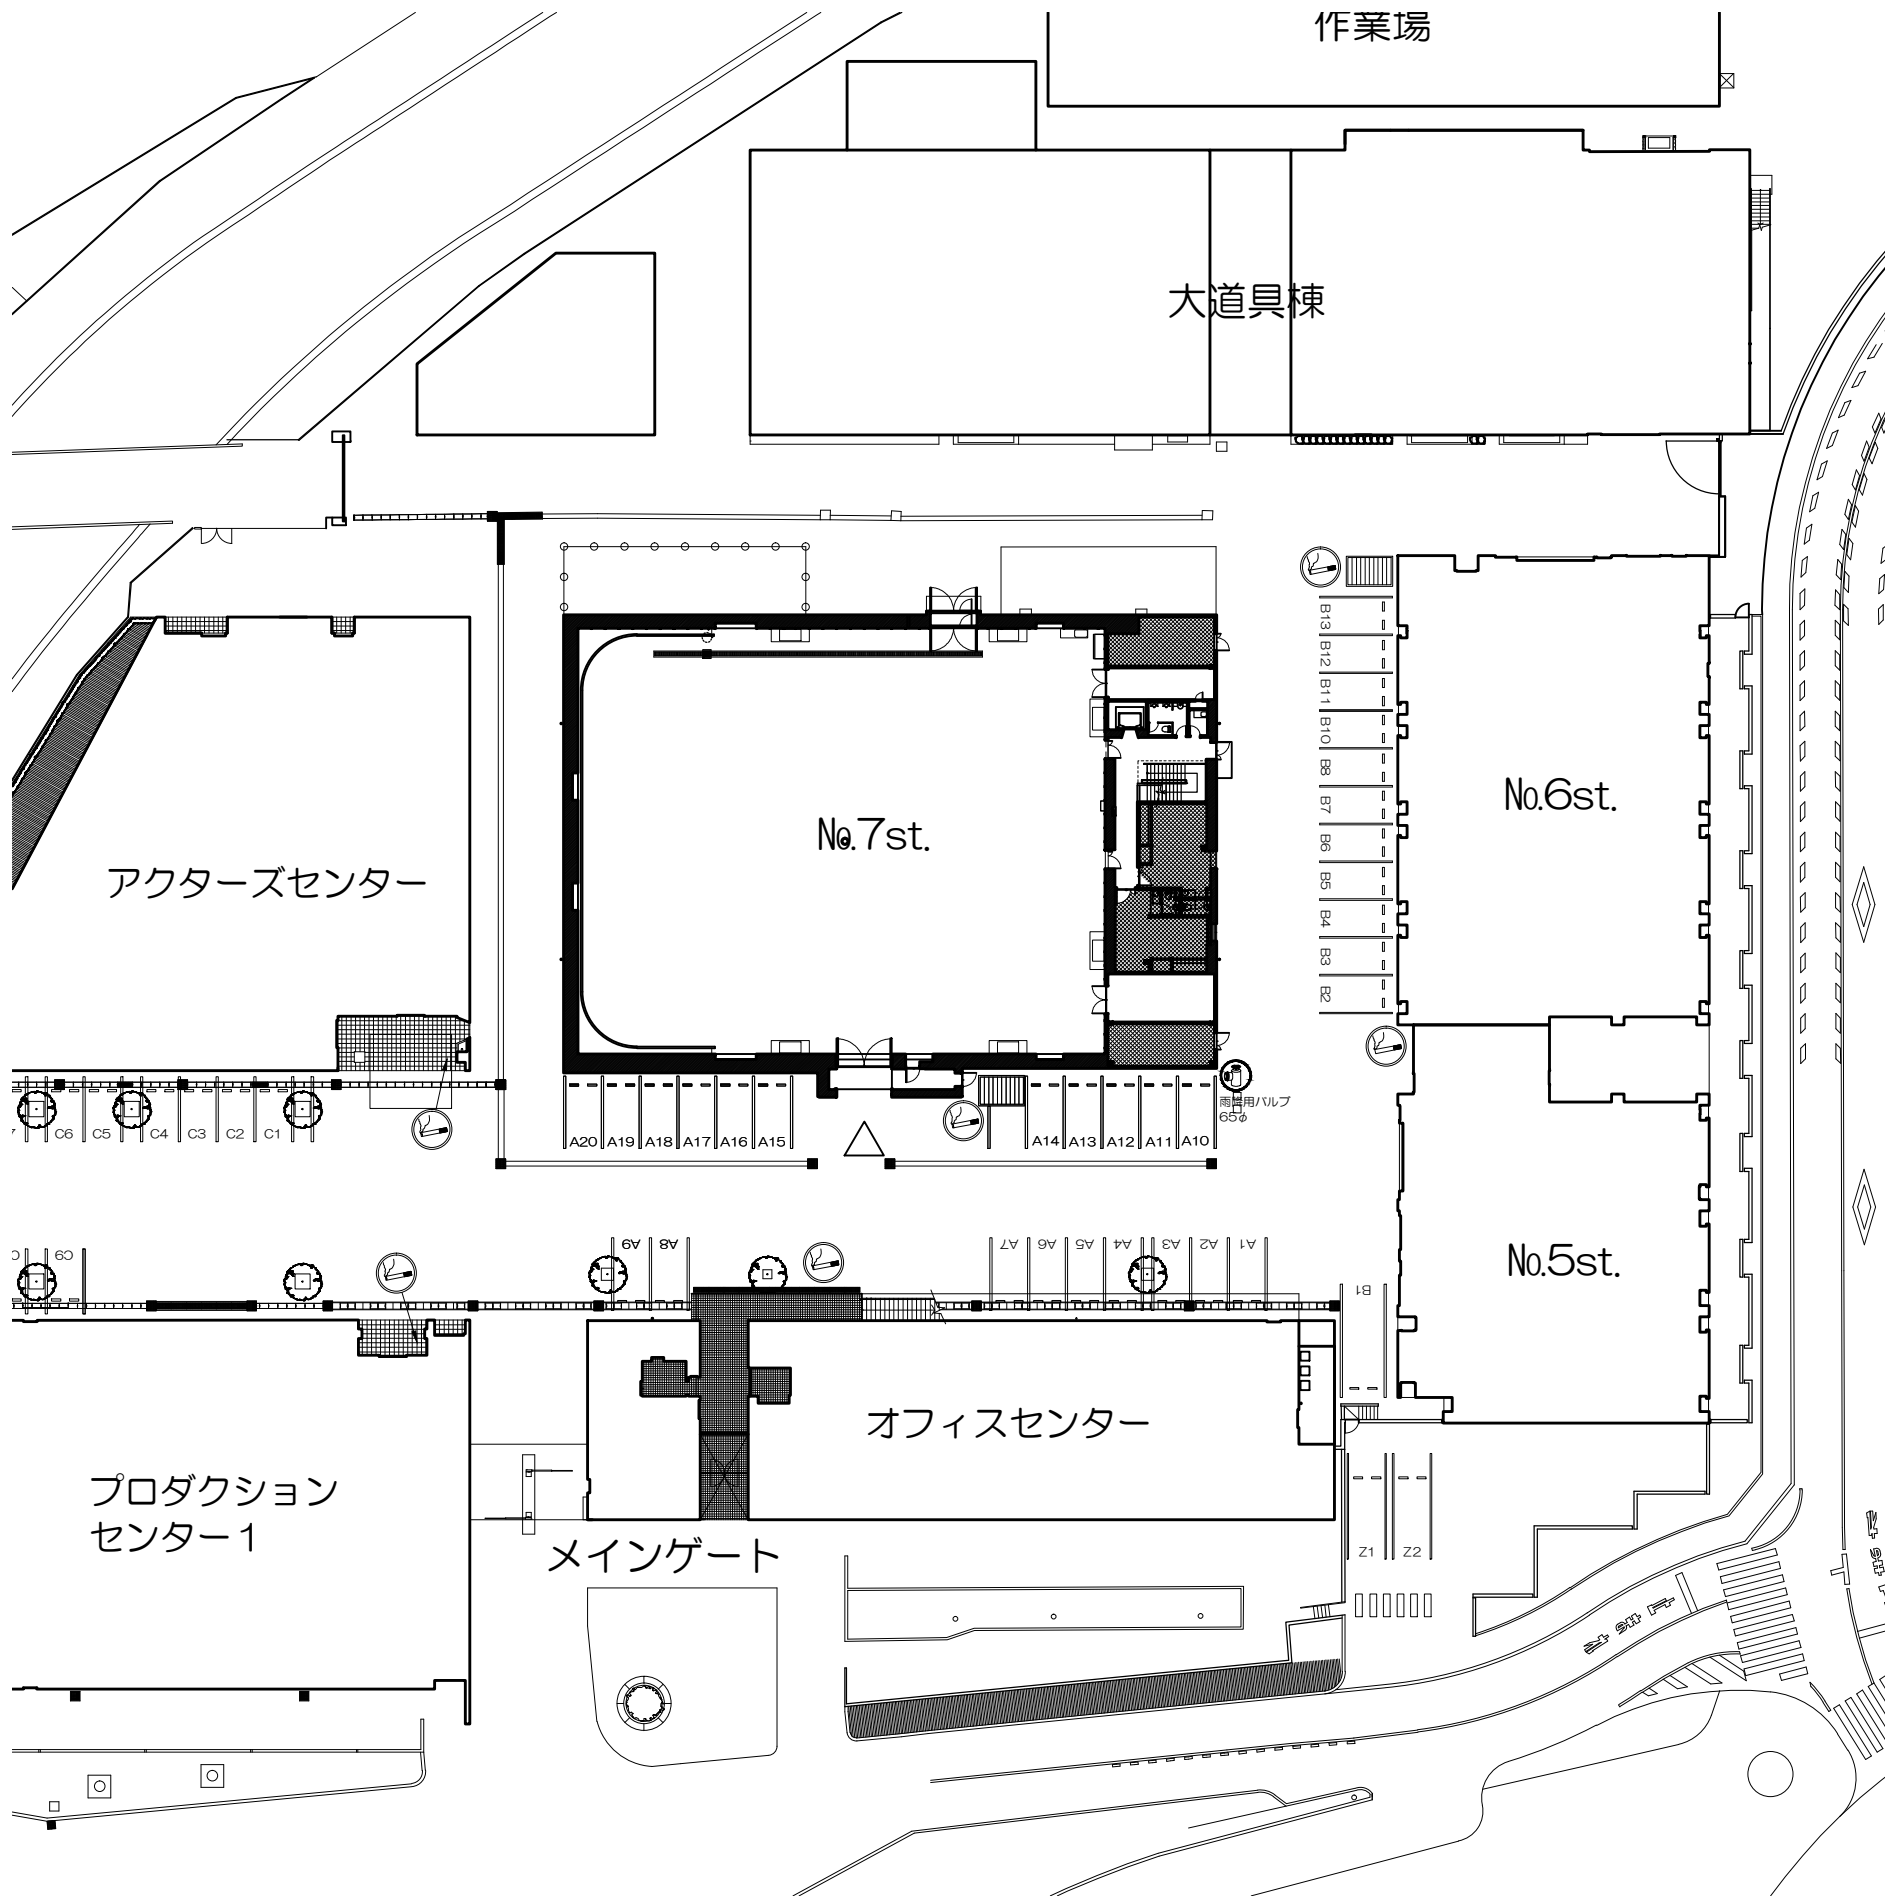 作業場
大道具棟
B13
B12
B11
B10
B8
B7
B6
B5
B4
B3
B2
No.6st.
No.7st.
アクターズセンター
雨降用バルブ
65φ
C6
C5
C4
C3
C2
C1
A20
A19
A18
A17
A16
A15
A14
A13
A12
A11
A10
C9
A9
A8
A7
A6
A5
A4
A3
A2
A1
No.5st.
B1
オフィスセンター
プロダクション
センター1
メインゲート
Z1
Z2